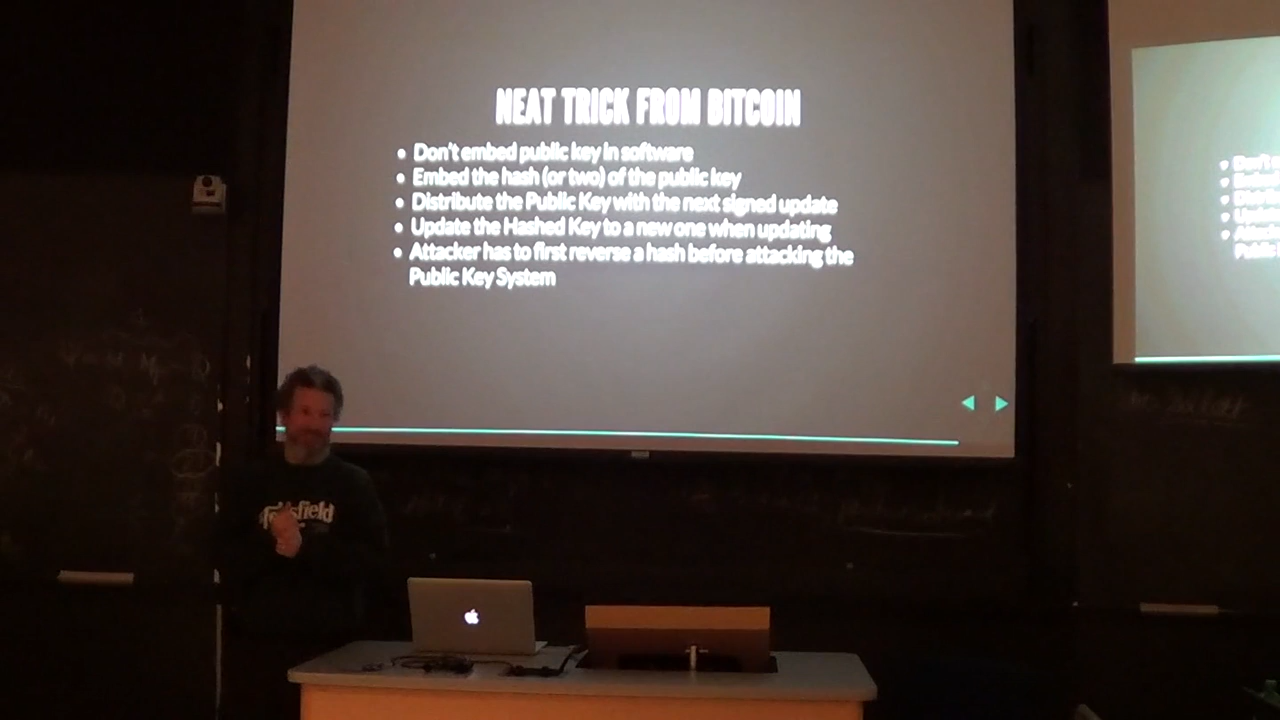 NEAT TRICK FROM BITCOIN
• Don't embed public key in software
• Embed the hash (or two) of the public key
• Distribute the Public Key with the next signed update
• Update the Hashed Key to a new one when updating
• Attacker has to first reverse a hash before attacking the
Public Key System